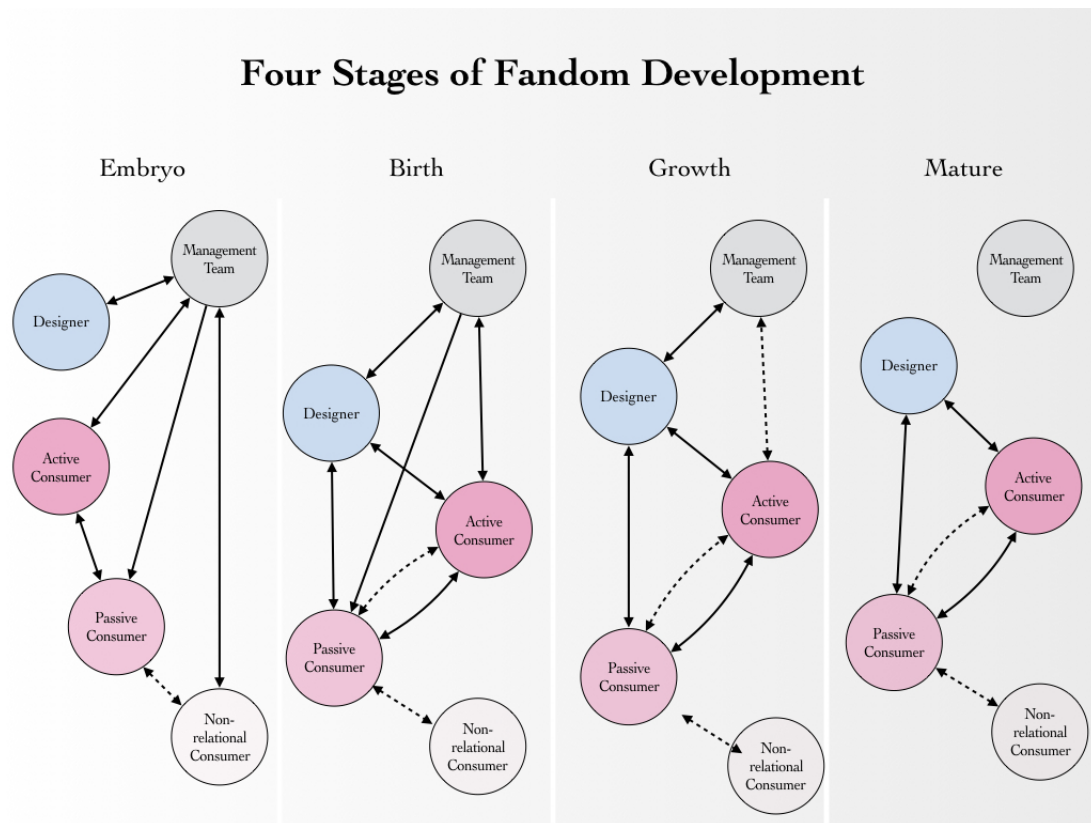 Four Stages of Fandom Development
Embryo
Birth
Growth
Mature
Management
Team
Designer
Active
Consumer
Passive
Consumer
Non-
relational
Consumer
Management
Team
Designer
Active
Consumer
Passive
Consumer
Non-
relational
Consumer
Management
Team
Designer
Active
Consumer
Passive
Consumer
Non-
relational
Consumer
Management
Team
Designer
Active
Consumer
Passive
Consumer
Non-
relational
Consumer